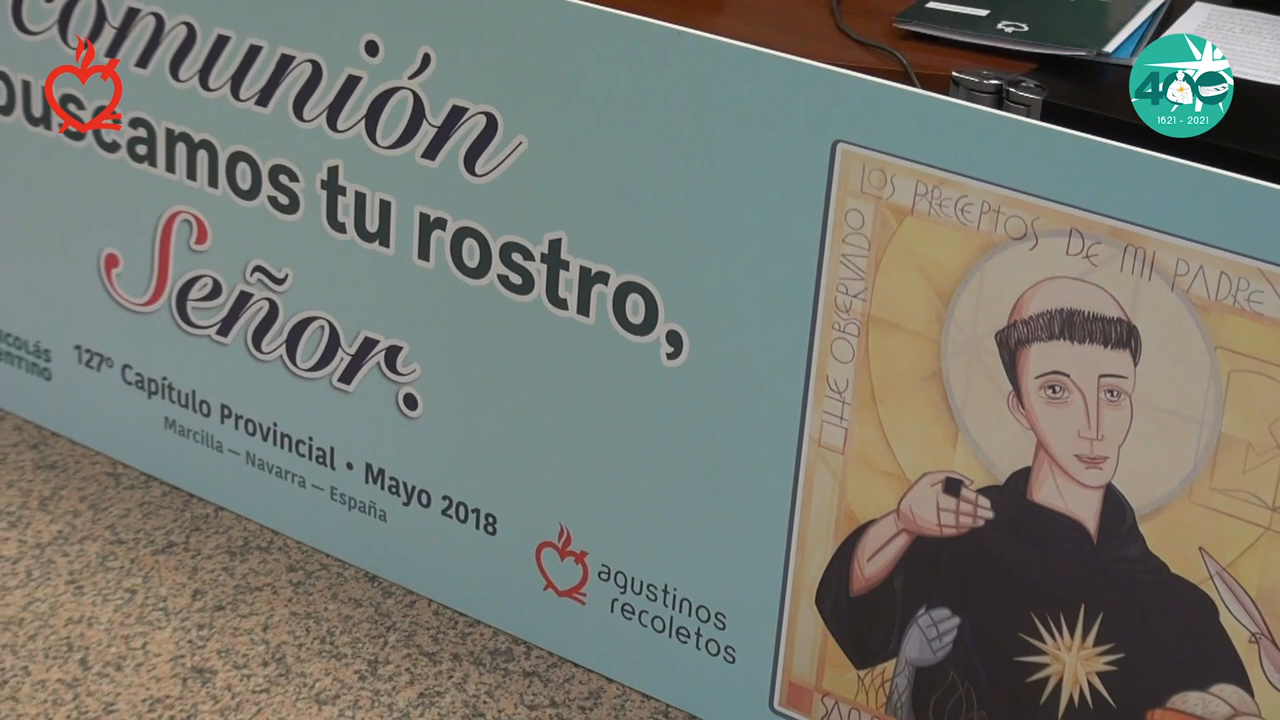 comunión
buscamos tu rostro,
Señor.
127º Capítulo Provincial • Mayo 2018
Marcilla – Navarra – España
agustinos
recoletos
HE OBSERVADO
LOS PRECEPTOS DE MI PADRE
400
1621 - 2021